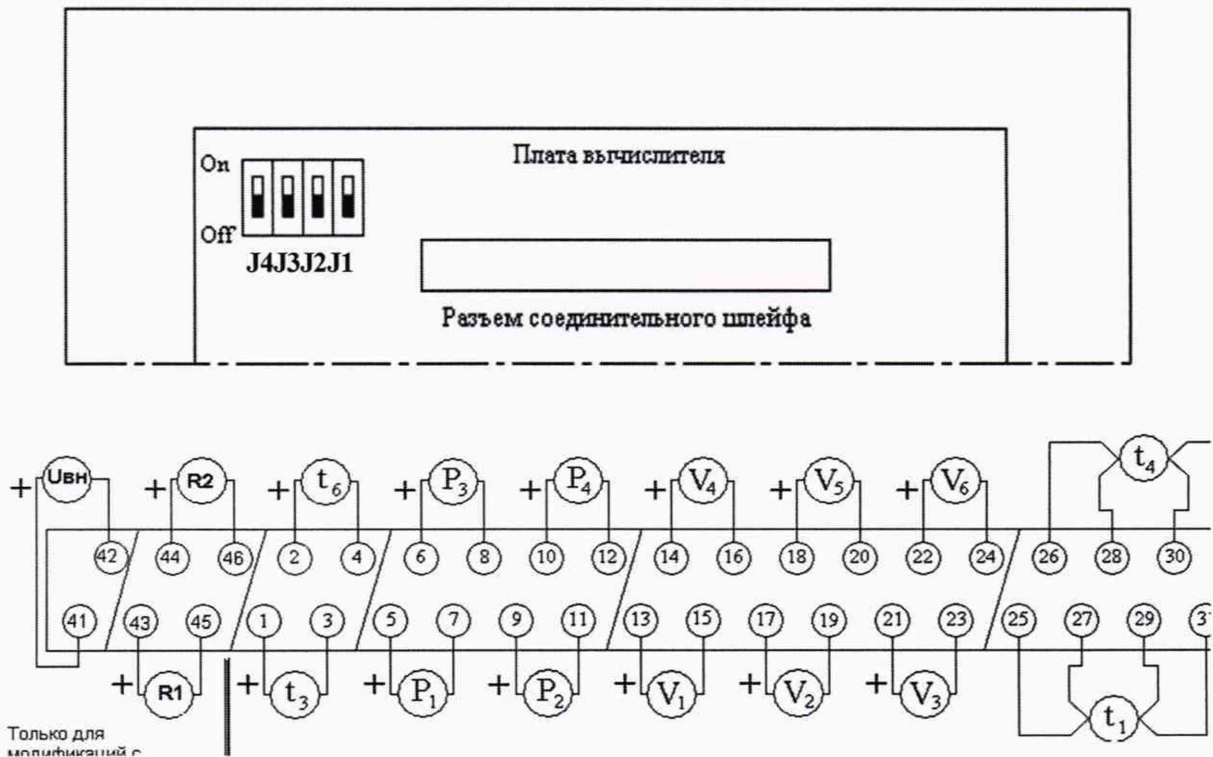 Плата вычислителя
On
Off
J4J3J2J1
Разъем соединительного шлейфа
+ Uвн + R2 + t6 + P3 + P4 + V4 + V5 + V6 t4
42 44 46 2 4 6 8 10 12 14 16 18 20 22 24 26 28 30
41 43 45 1 3 5 7 9 11 13 15 17 19 21 23 25 27 29
+ R1 + t3 + P1 + P2 + V1 + V2 + V3 t1
Только для
модификаций с